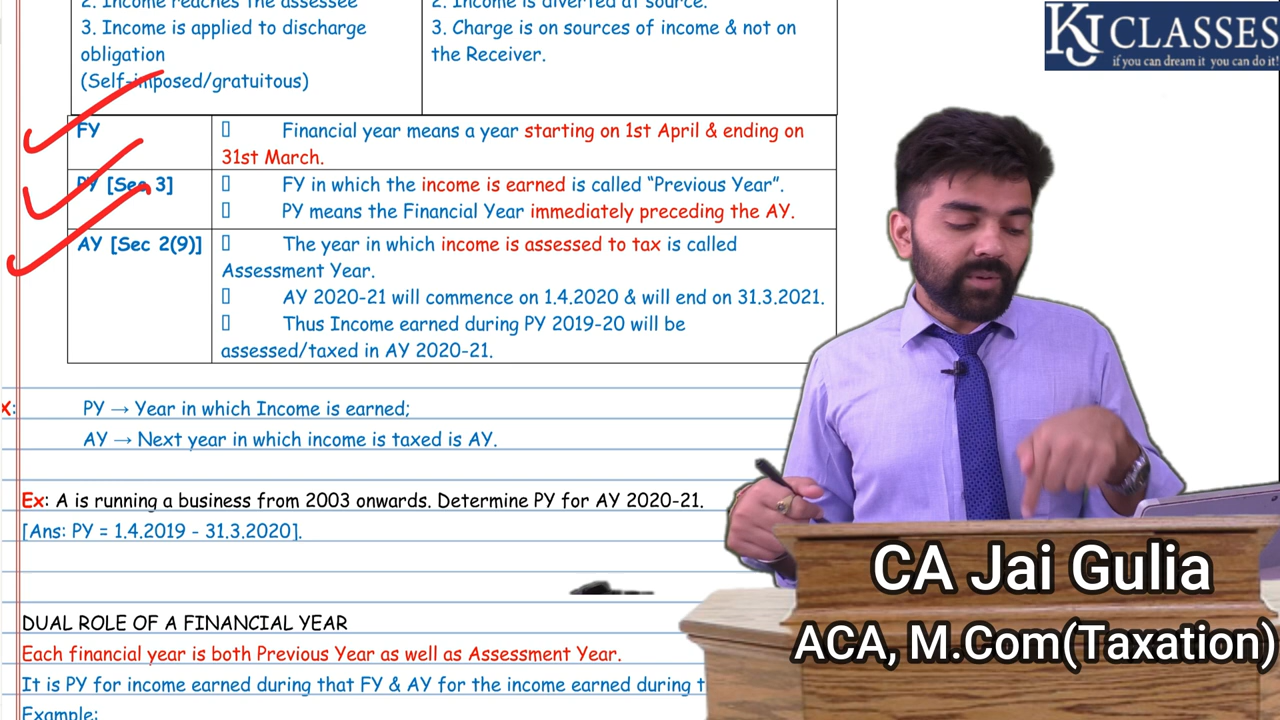 2. Income reaches the assessee
3. Income is applied to discharge
obligation
(Self-imposed/gratuitous)
2. Income is diverted at source.
3. Charge is on sources of income & not on
the Receiver.
FY
Financial year means a year starting on 1st April & ending on
31st March.
PY [Sec 3]
FY in which the income is earned is called “Previous Year”.
PY means the Financial Year immediately preceding the AY.
AY [Sec 2(9)]
The year in which income is assessed to tax is called
Assessment Year.
AY 2020-21 will commence on 1.4.2020 & will end on 31.3.2021.
Thus Income earned during PY 2019-20 will be
assessed/taxed in AY 2020-21.
x: PY → Year in which Income is earned;
AY → Next year in which income is taxed is AY.
Ex: A is running a business from 2003 onwards. Determine PY for AY 2020-21.
[Ans: PY = 1.4.2019 - 31.3.2020].
DUAL ROLE OF A FINANCIAL YEAR
Each financial year is both Previous Year as well as Assessment Year.
It is PY for income earned during that FY & AY for the income earned during t
Example:
KJ CLASSES
if you can dream it you can do it!
CA Jai Gulia
ACA, M.Com(Taxation)